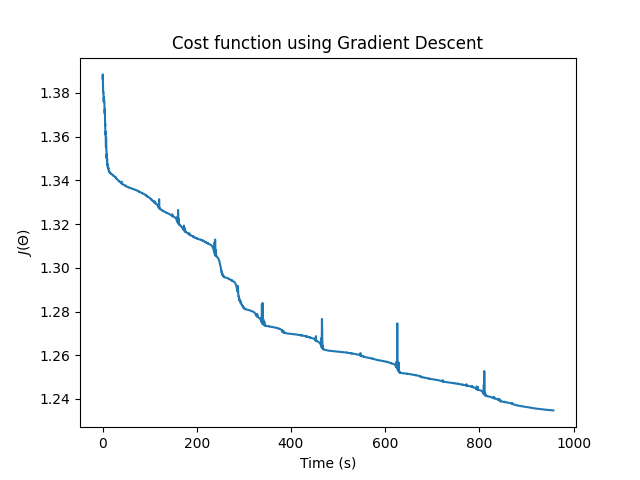 Cost function using Gradient Descent
1.38
1.36
1.34
1.32
1.30
1.28
1.26
1.24
J(Θ)
0 200 400 600 800 1000
Time (s)